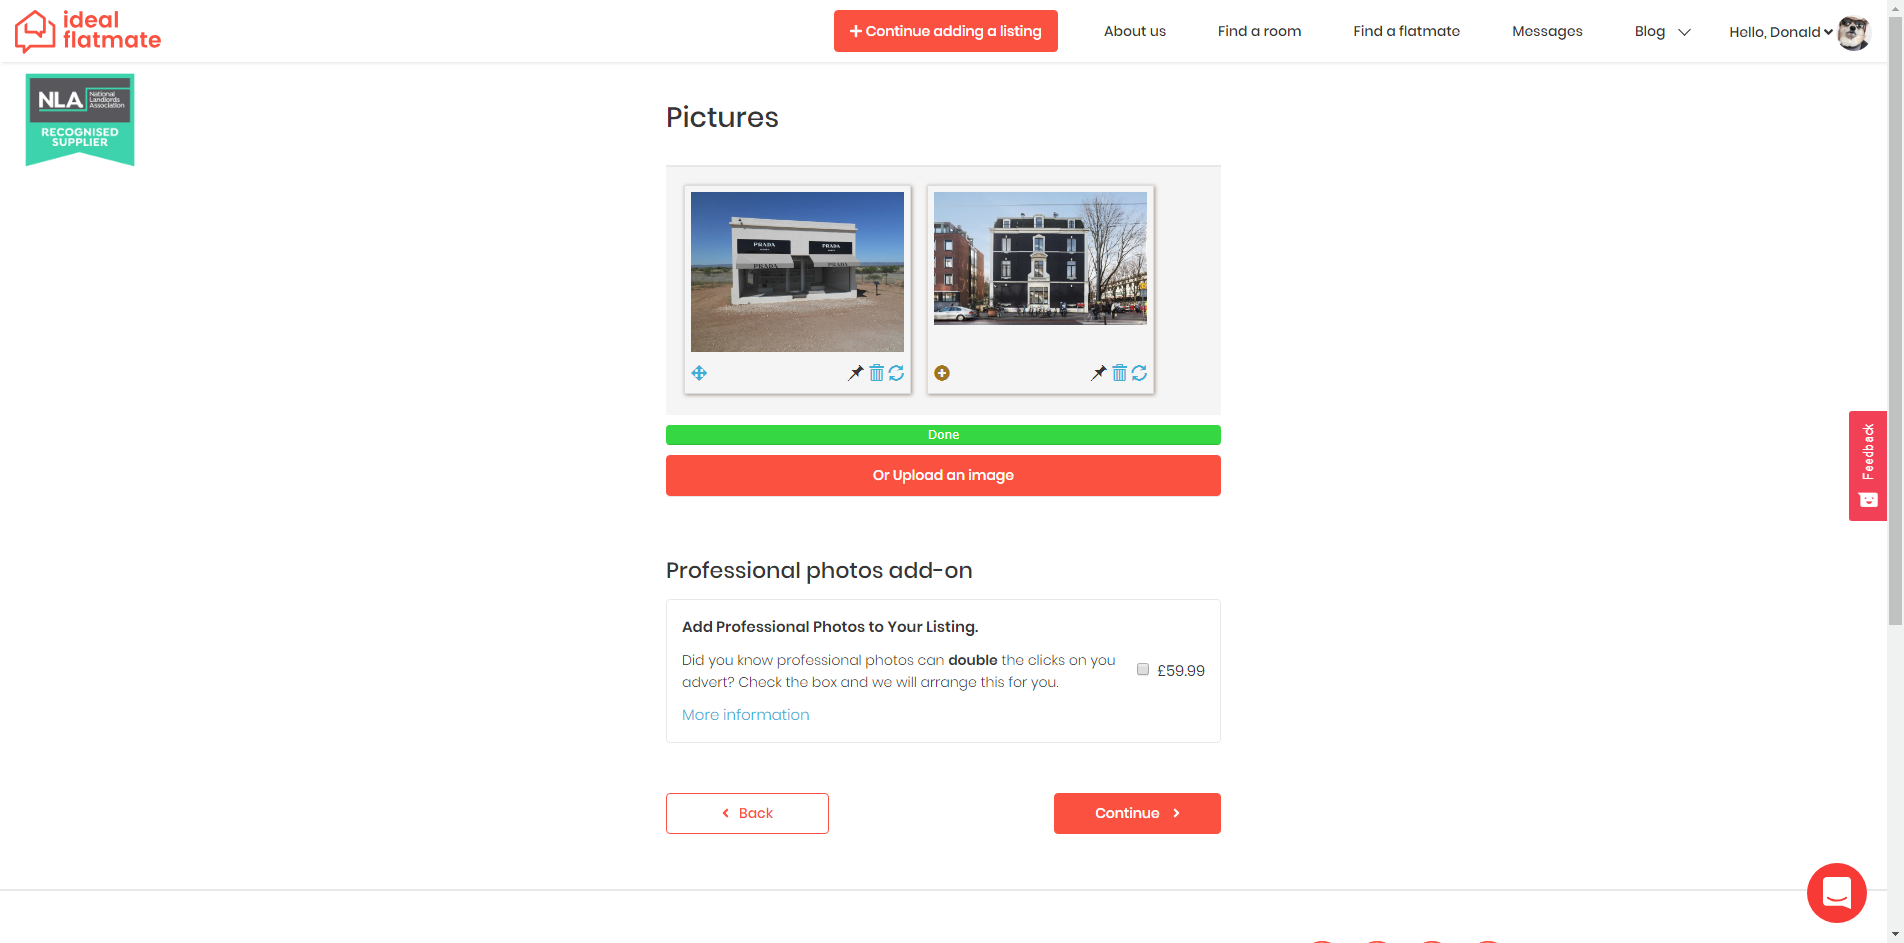 ideal
flatmate
Continue adding a listing
About us
Find a room
Find a flatmate
Messages
Blog
Hello, Donald
NLA
National
Landlords
Association
RECOGNISED
SUPPLIER
Pictures
PRADA
PRADA
PRADA
PRADA
Done
Or Upload an image
Feedback
Professional photos add-on
Add Professional Photos to Your Listing.
Did you know professional photos can double the clicks on you
advert? Check the box and we will arrange this for you.
£59.99
More information
Back
Continue